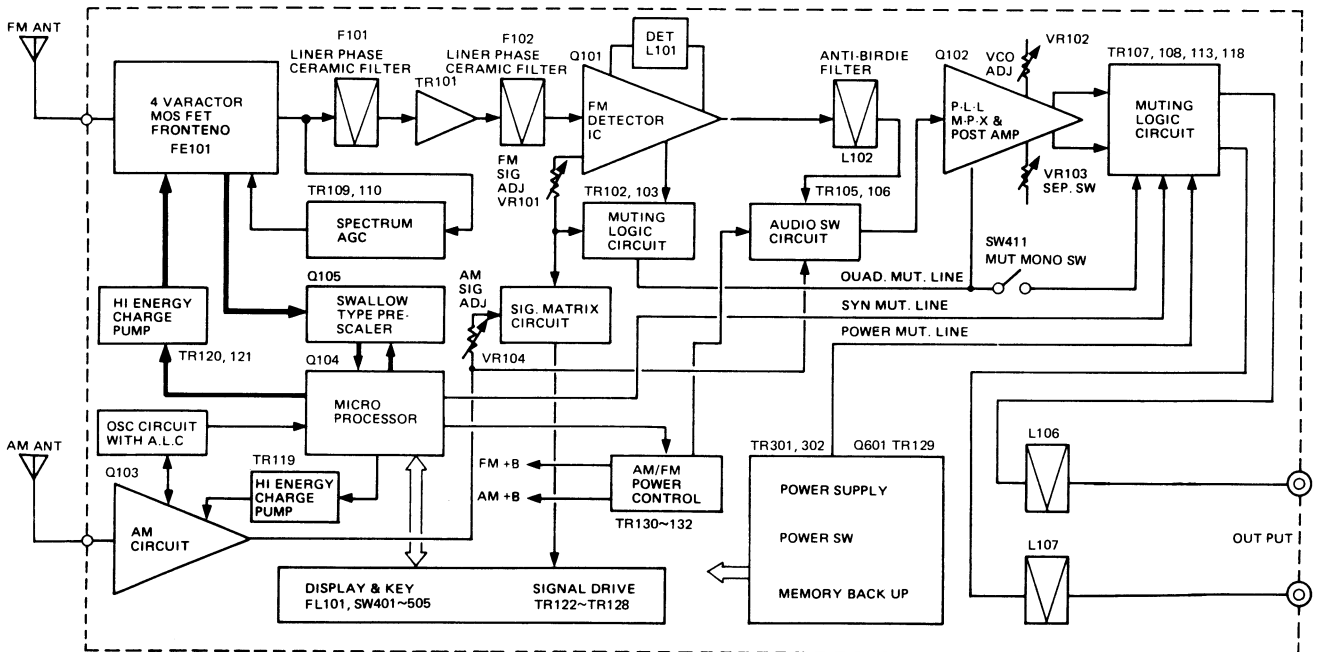 FM ANT
4 VARACTOR
MOS FET
FRONTENO
FE101
F101
LINER PHASE
CERAMIC FILTER
TR101
F102
LINER PHASE
CERAMIC FILTER
Q101
DET
L101
FM
DETECTOR
IC
ANTI-BIRDIE
FILTER
L102
Q102
VR102
VCO
ADJ
P·L·L
M·P·X &
POST AMP
VR103
SEP. SW
TR107, 108, 113, 118
MUTING
LOGIC
CIRCUIT
TR109, 110
SPECTRUM
AGC
FM
SIG
ADJ
VR101
TR102, 103
MUTING
LOGIC
CIRCUIT
TR105, 106
AUDIO SW
CIRCUIT
SW411
MUT MONO SW
OUAD. MUT. LINE
SYN MUT. LINE
POWER MUT. LINE
HI ENERGY
CHARGE
PUMP
TR120, 121
Q105
SWALLOW
TYPE PRE-
SCALER
AM
SIG
ADJ
VR104
SIG. MATRIX
CIRCUIT
Q104
MICRO
PROCESSOR
OSC CIRCUIT
WITH A.L.C
AM ANT
Q103
AM
CIRCUIT
TR119
HI ENERGY
CHARGE
PUMP
FM +B
AM +B
AM/FM
POWER
CONTROL
TR130~132
TR301, 302
Q601 TR129
POWER SUPPLY
POWER SW
MEMORY BACK UP
L106
L107
OUT PUT
DISPLAY & KEY
FL101, SW401~505
SIGNAL DRIVE
TR122~TR128